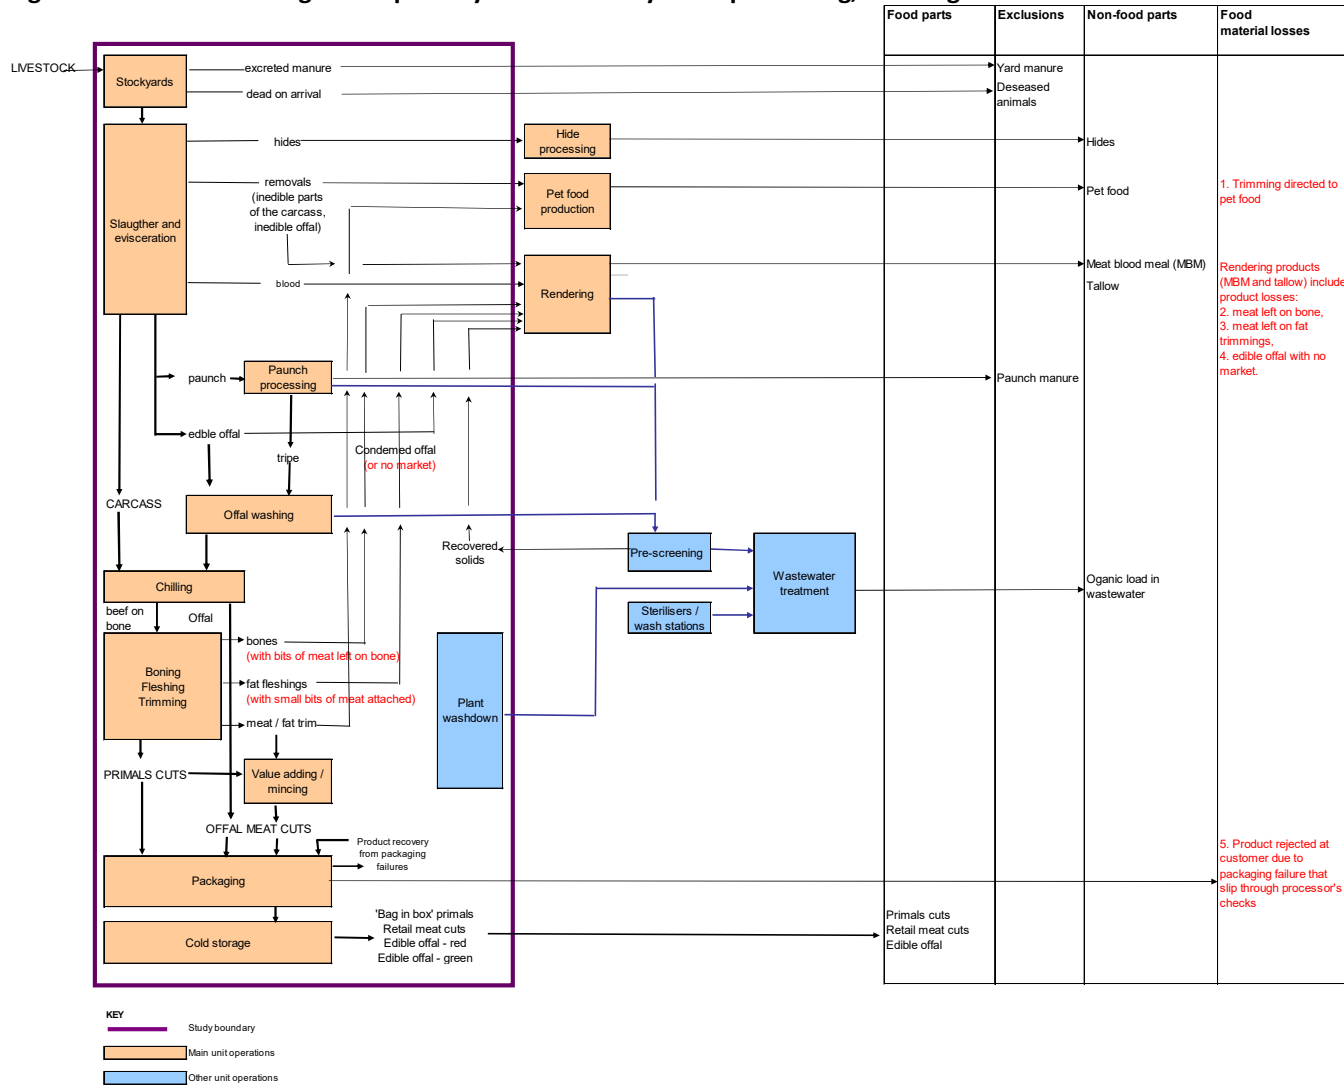 Food parts
Exclusions
Non-food parts
Food
material losses
LIVESTOCK
Stockyards
excreted manure
dead on arrival
Yard manure
Deseased
animals
Slaugther and
evisceration
hides
Hide
processing
Hides
removals
(inedible parts
of the carcass,
inedible offal)
Pet food
production
Pet food
1. Trimming directed to
pet food
blood
Rendering
Meat blood meal (MBM)
Tallow
Rendering products
(MBM and tallow) include
product losses:
2. meat left on bone,
3. meat left on fat
trimmings,
4. edible offal with no
market.
paunch
Paunch
processing
Paunch manure
edble offal
tripe
Condemed offal
(or no market)
CARCASS
Offal washing
Recovered
solids
Pre-screening
Wastewater
treatment
Oganic load in
wastewater
Sterilisers /
wash stations
Chilling
beef on
bone
Offal
Boning
Fleshing
Trimming
bones
(with bits of meat left on bone)
fat fleshings
(with small bits of meat attached)
meat / fat trim
Plant
washdown
PRIMALS CUTS
Value adding /
mincing
OFFAL MEAT CUTS
Product recovery
from packaging
failures
Packaging
5. Product rejected at
customer due to
packaging failure that
slip through processor's
checks
Cold storage
'Bag in box' primals
Retail meat cuts
Edible offal - red
Edible offal - green
Primals cuts
Retail meat cuts
Edible offal
KEY
Study boundary
Main unit operations
Other unit operations